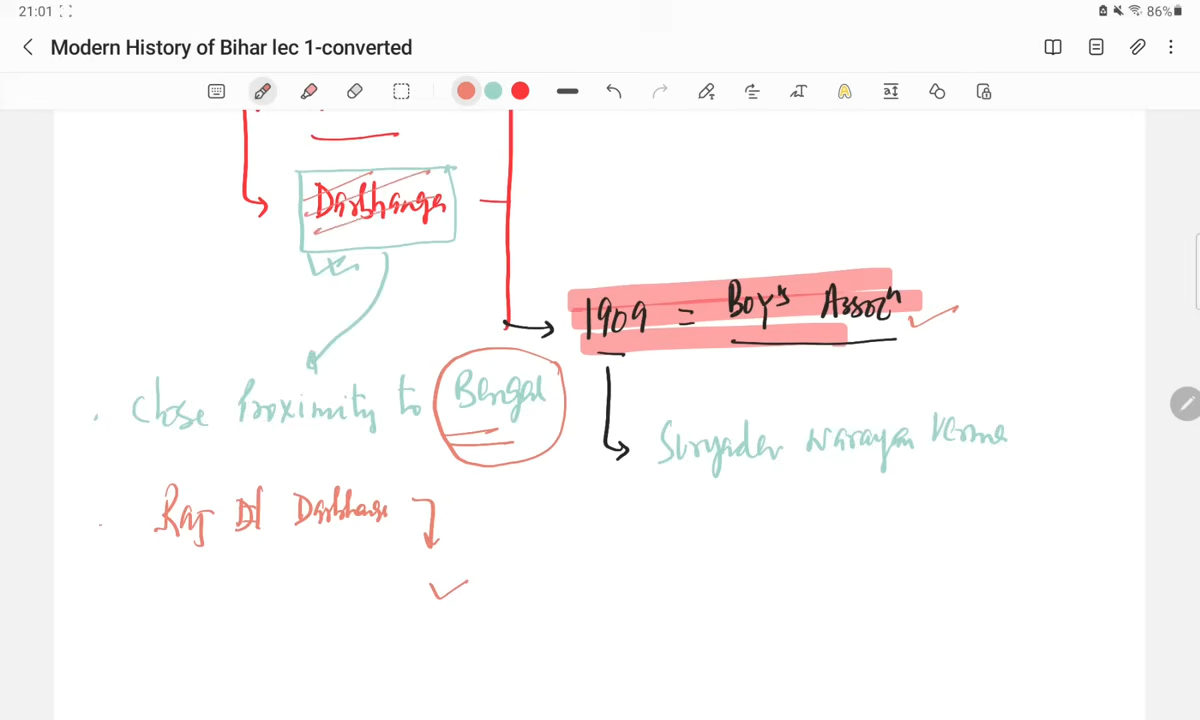 21:01
86%
Modern History of Bihar lec 1-converted
Darbhanga
1909 = Boy's Assocn
Close Proximity to Bengal
Suryadev Narayan Verma
Raj Of Darbhanga